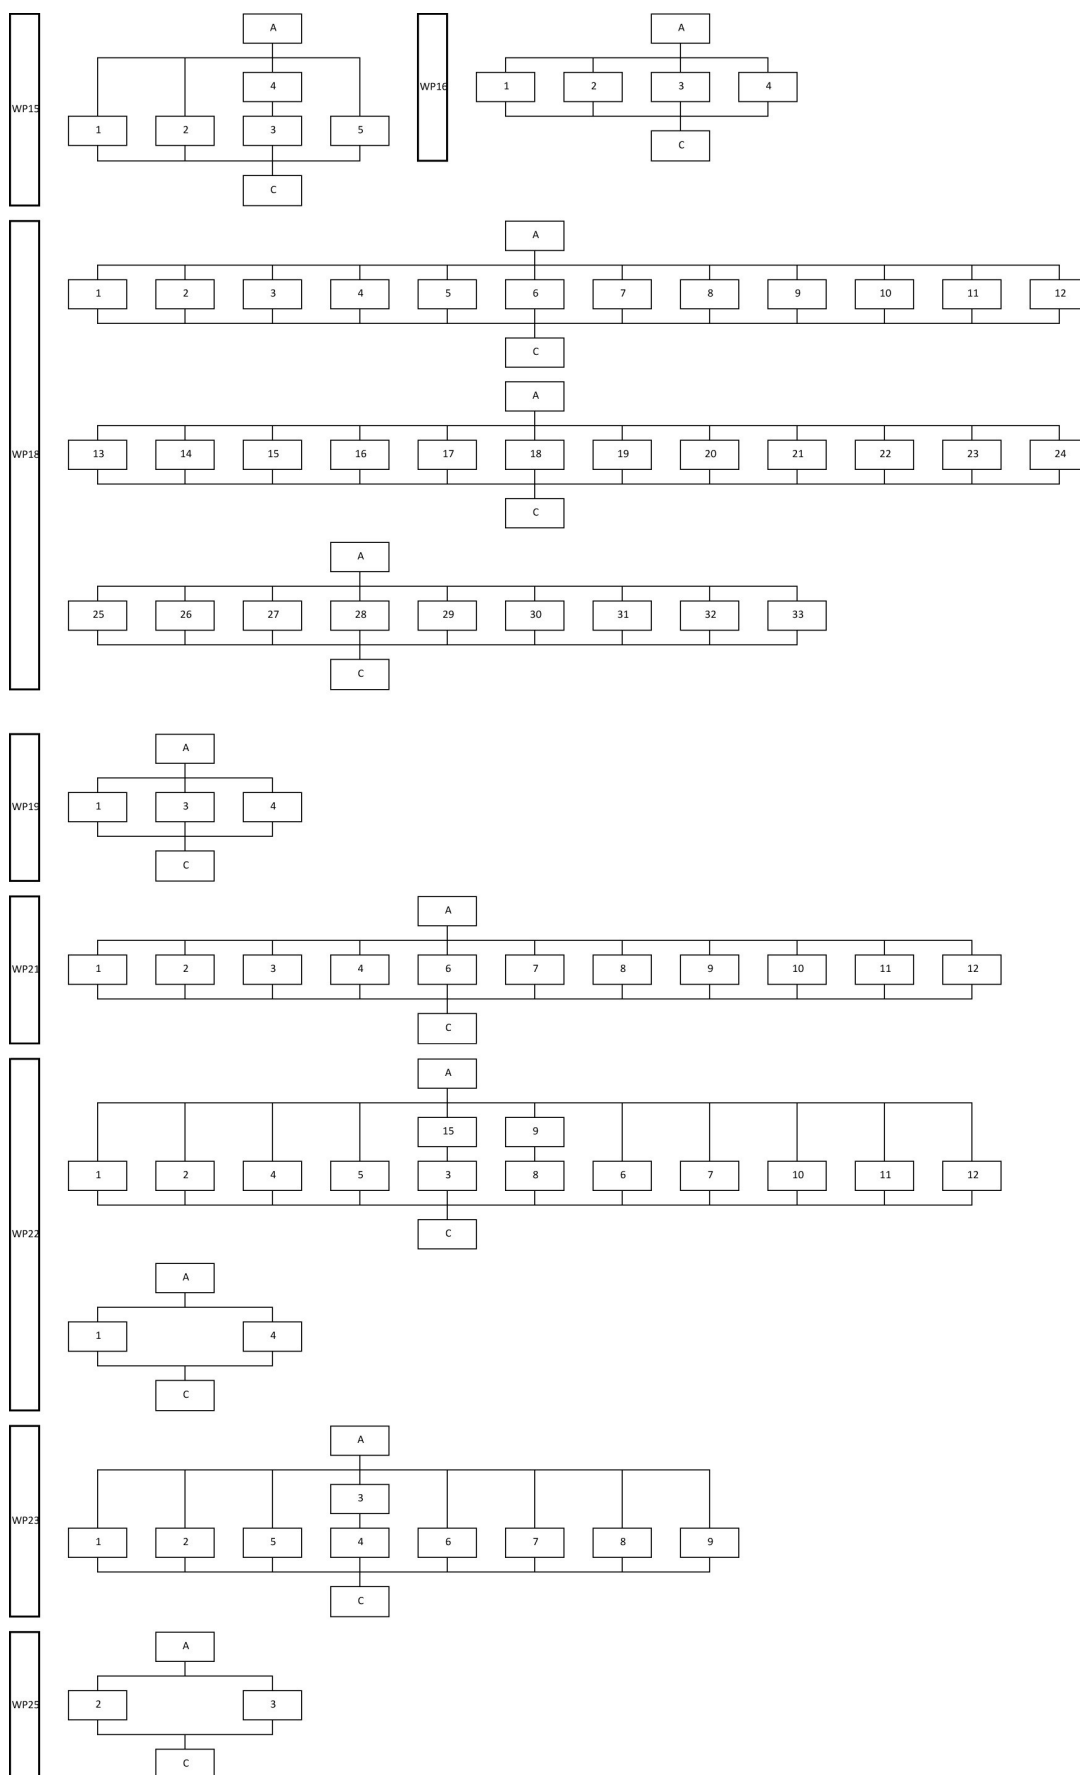 A
4
1 2 3 5
C
WP15
A
1 2 3 4
C
WP16
A
1 2 3 4 5 6 7 8 9 10 11 12
C
A
13 14 15 16 17 18 19 20 21 22 23 24
C
WP18
A
25 26 27 28 29 30 31 32 33
C
A
1 3 4
C
WP19
A
1 2 3 4 6 7 8 9 10 11 12
C
WP21
A
15 9
1 2 4 5 3 8 6 7 10 11 12
C
WP22
A
1 4
C
A
3
1 2 5 4 6 7 8 9
C
WP23
A
2 3
C
WP25